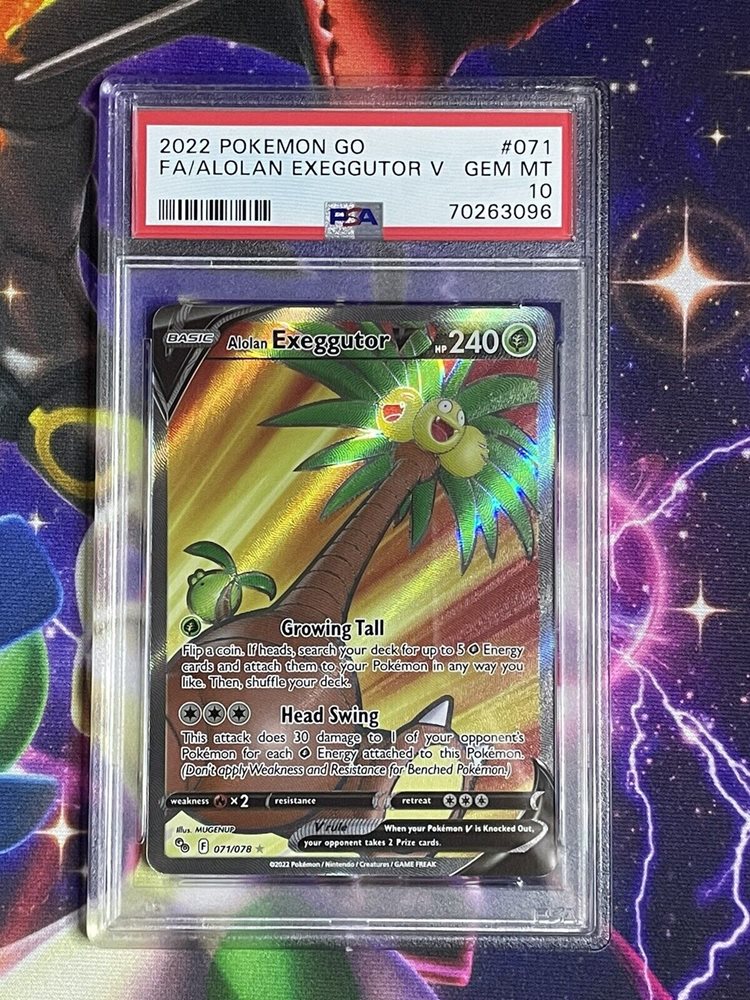 2022 POKEMON GO #071
FA/ALOLAN EXEGGUTOR V GEM MT
10
PSA 70263096
BASIC Alolan Exeggutor V HP 240
Growing Tall
Flip a coin. If heads, search your deck for up to 5 Energy
cards and attach them to your Pokémon in any way you
like. Then, shuffle your deck.
Head Swing
This attack does 30 damage to 1 of your opponent's
Pokémon for each Energy attached to this Pokémon.
(Don't apply Weakness and Resistance for Benched Pokémon.)
weakness ×2 resistance retreat
Illus. MUGENUP V rule When your Pokémon V is Knocked Out,
your opponent takes 2 Prize cards.
F 071/078 ★
©2022 Pokémon / Nintendo / Creatures / GAME FREAK
PSA